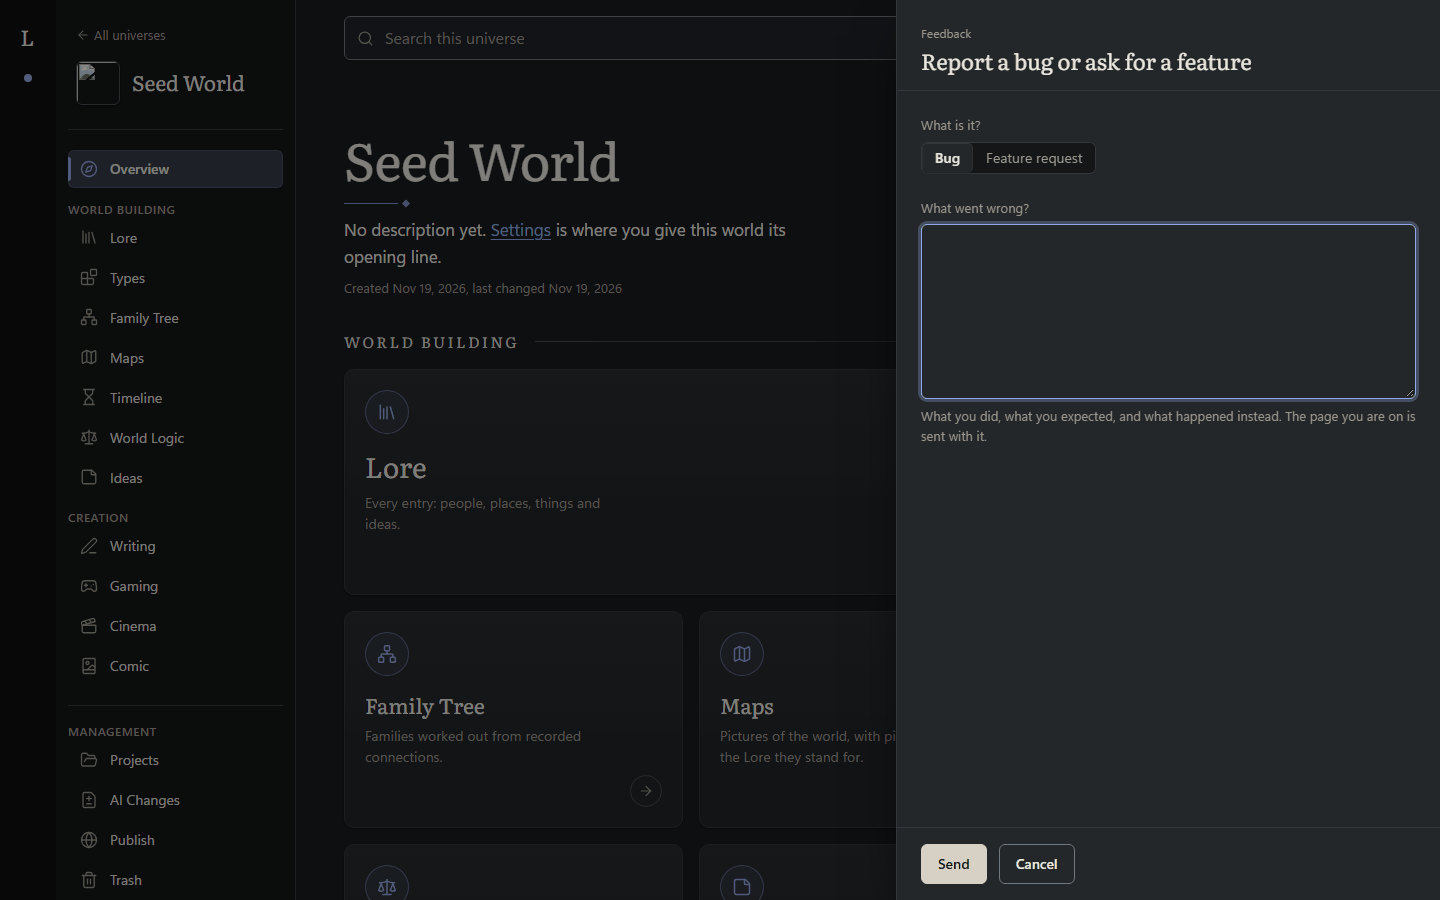 L
All universes
Seed World
Overview
WORLD BUILDING
Lore
Types
Family Tree
Maps
Timeline
World Logic
Ideas
CREATION
Writing
Gaming
Cinema
Comic
MANAGEMENT
Projects
AI Changes
Publish
Trash
Search this universe
Seed World
No description yet. Settings is where you give this world its
opening line.
Created Nov 19, 2026, last changed Nov 19, 2026
WORLD BUILDING
Lore
Every entry: people, places, things and
ideas.
Family Tree
Families worked out from recorded
connections.
Maps
Pictures of the world, with
the Lore they stand for.
Feedback
Report a bug or ask for a feature
What is it?
Bug
Feature request
What went wrong?
What you did, what you expected, and what happened instead. The page you are on is
sent with it.
Send
Cancel